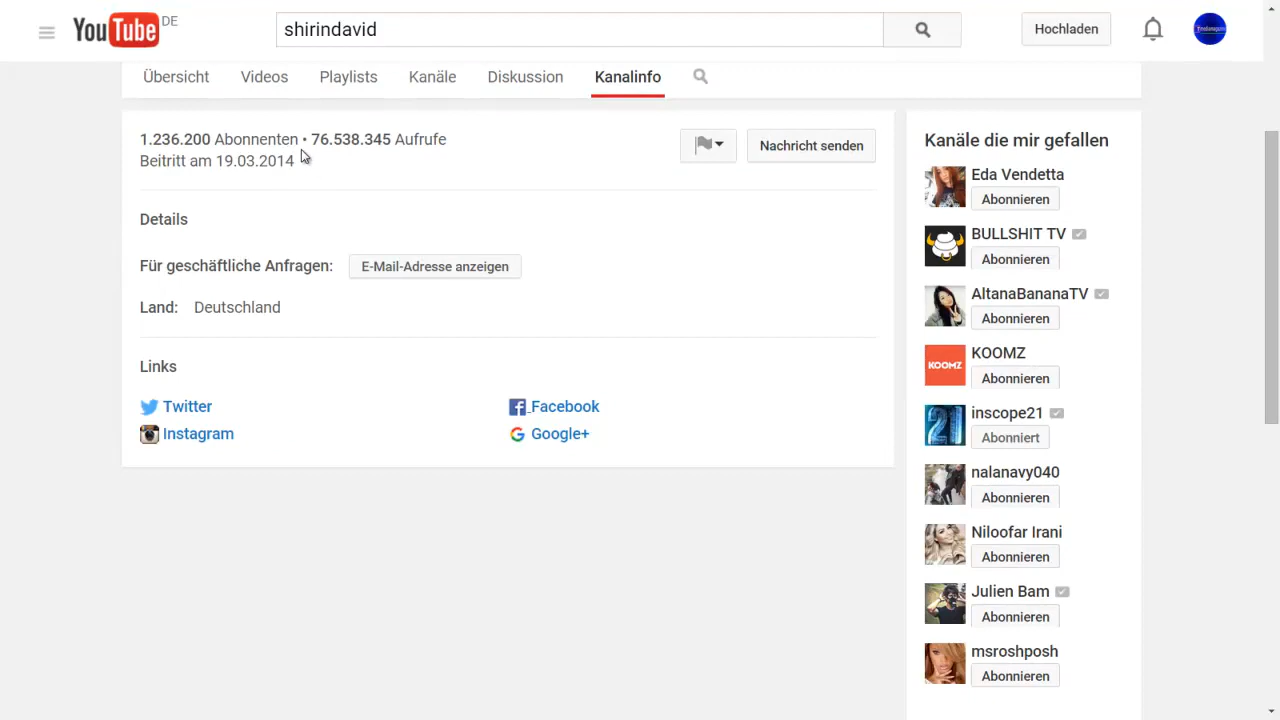 YouTube DE
shirindavid
Hochladen
Übersicht Videos Playlists Kanäle Diskussion Kanalinfo
1.236.200 Abonnenten • 76.538.345 Aufrufe
Beitritt am 19.03.2014
Nachricht senden
Details
Für geschäftliche Anfragen: E-Mail-Adresse anzeigen
Land: Deutschland
Links
Twitter Facebook
Instagram Google+
Kanäle die mir gefallen
Eda Vendetta
Abonnieren
BULLSHIT TV
Abonnieren
AltanaBananaTV
Abonnieren
KOOMZ
KOOMZ
Abonnieren
21
inscope21
Abonniert
nalanavy040
Abonnieren
Niloofar Irani
Abonnieren
Julien Bam
Abonnieren
msroshposh
Abonnieren